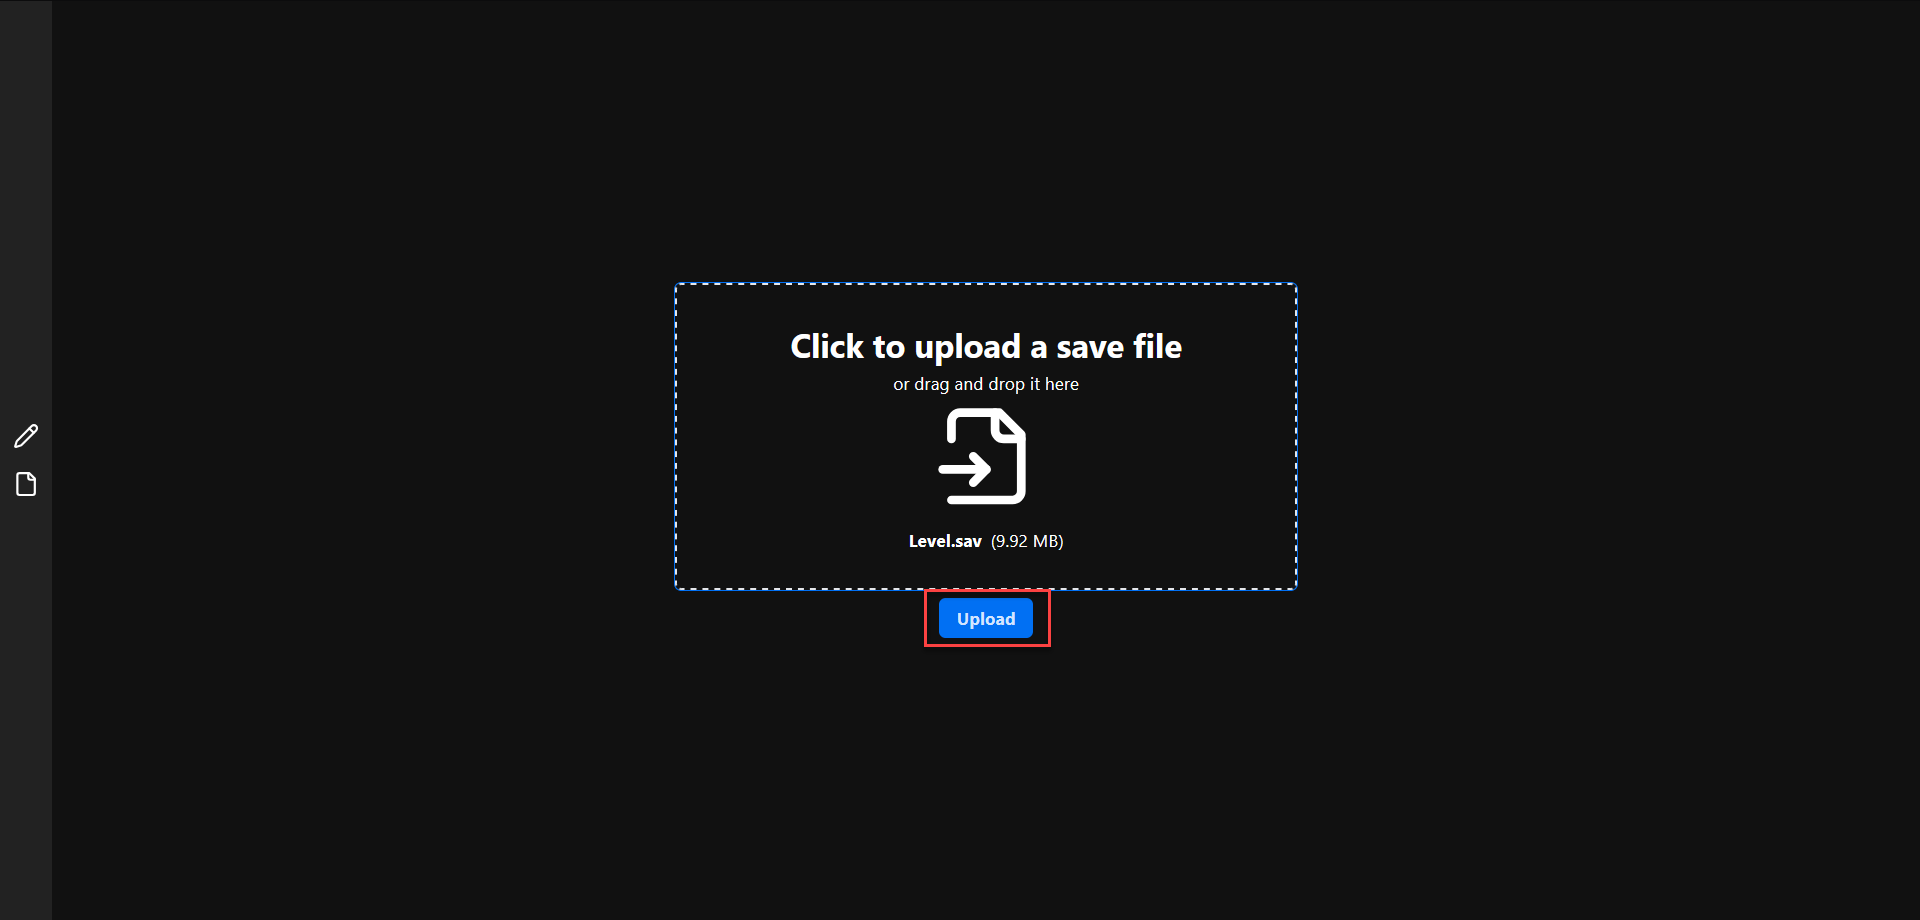 Click to upload a save file
or drag and drop it here
Level.sav (9.92 MB)
Upload